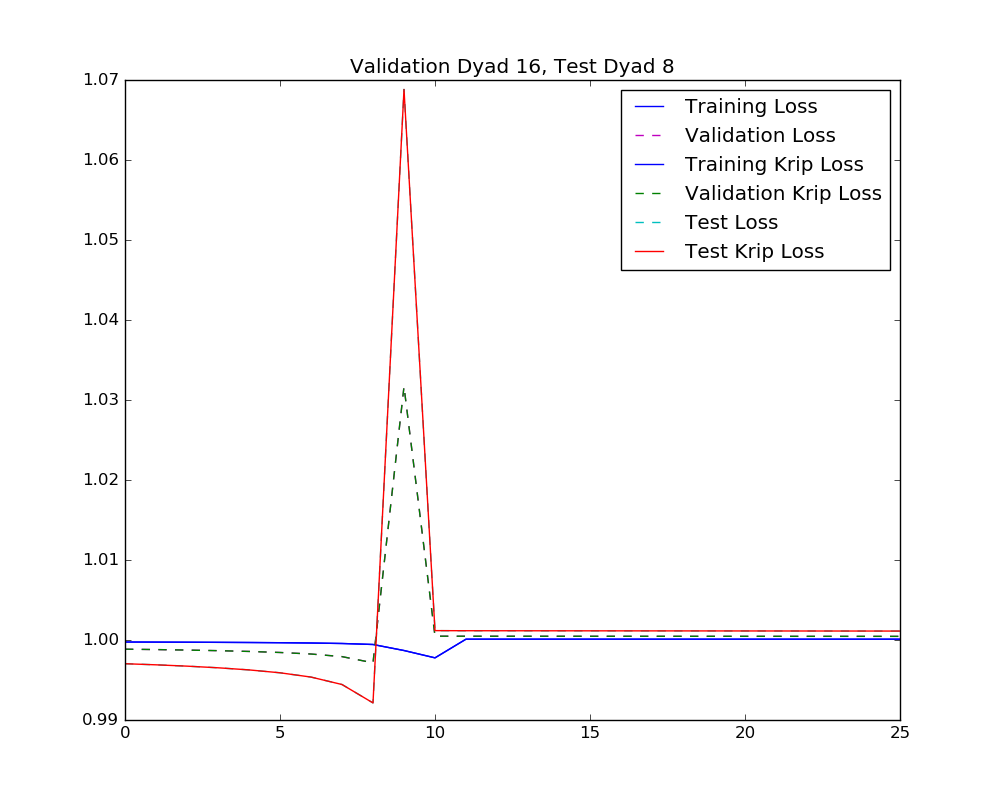 Validation Dyad 16, Test Dyad 8
1.07
1.06
1.05
1.04
1.03
1.02
1.01
1.00
0.99
0
5
10
15
20
25
Training Loss
Validation Loss
Training Krip Loss
Validation Krip Loss
Test Loss
Test Krip Loss